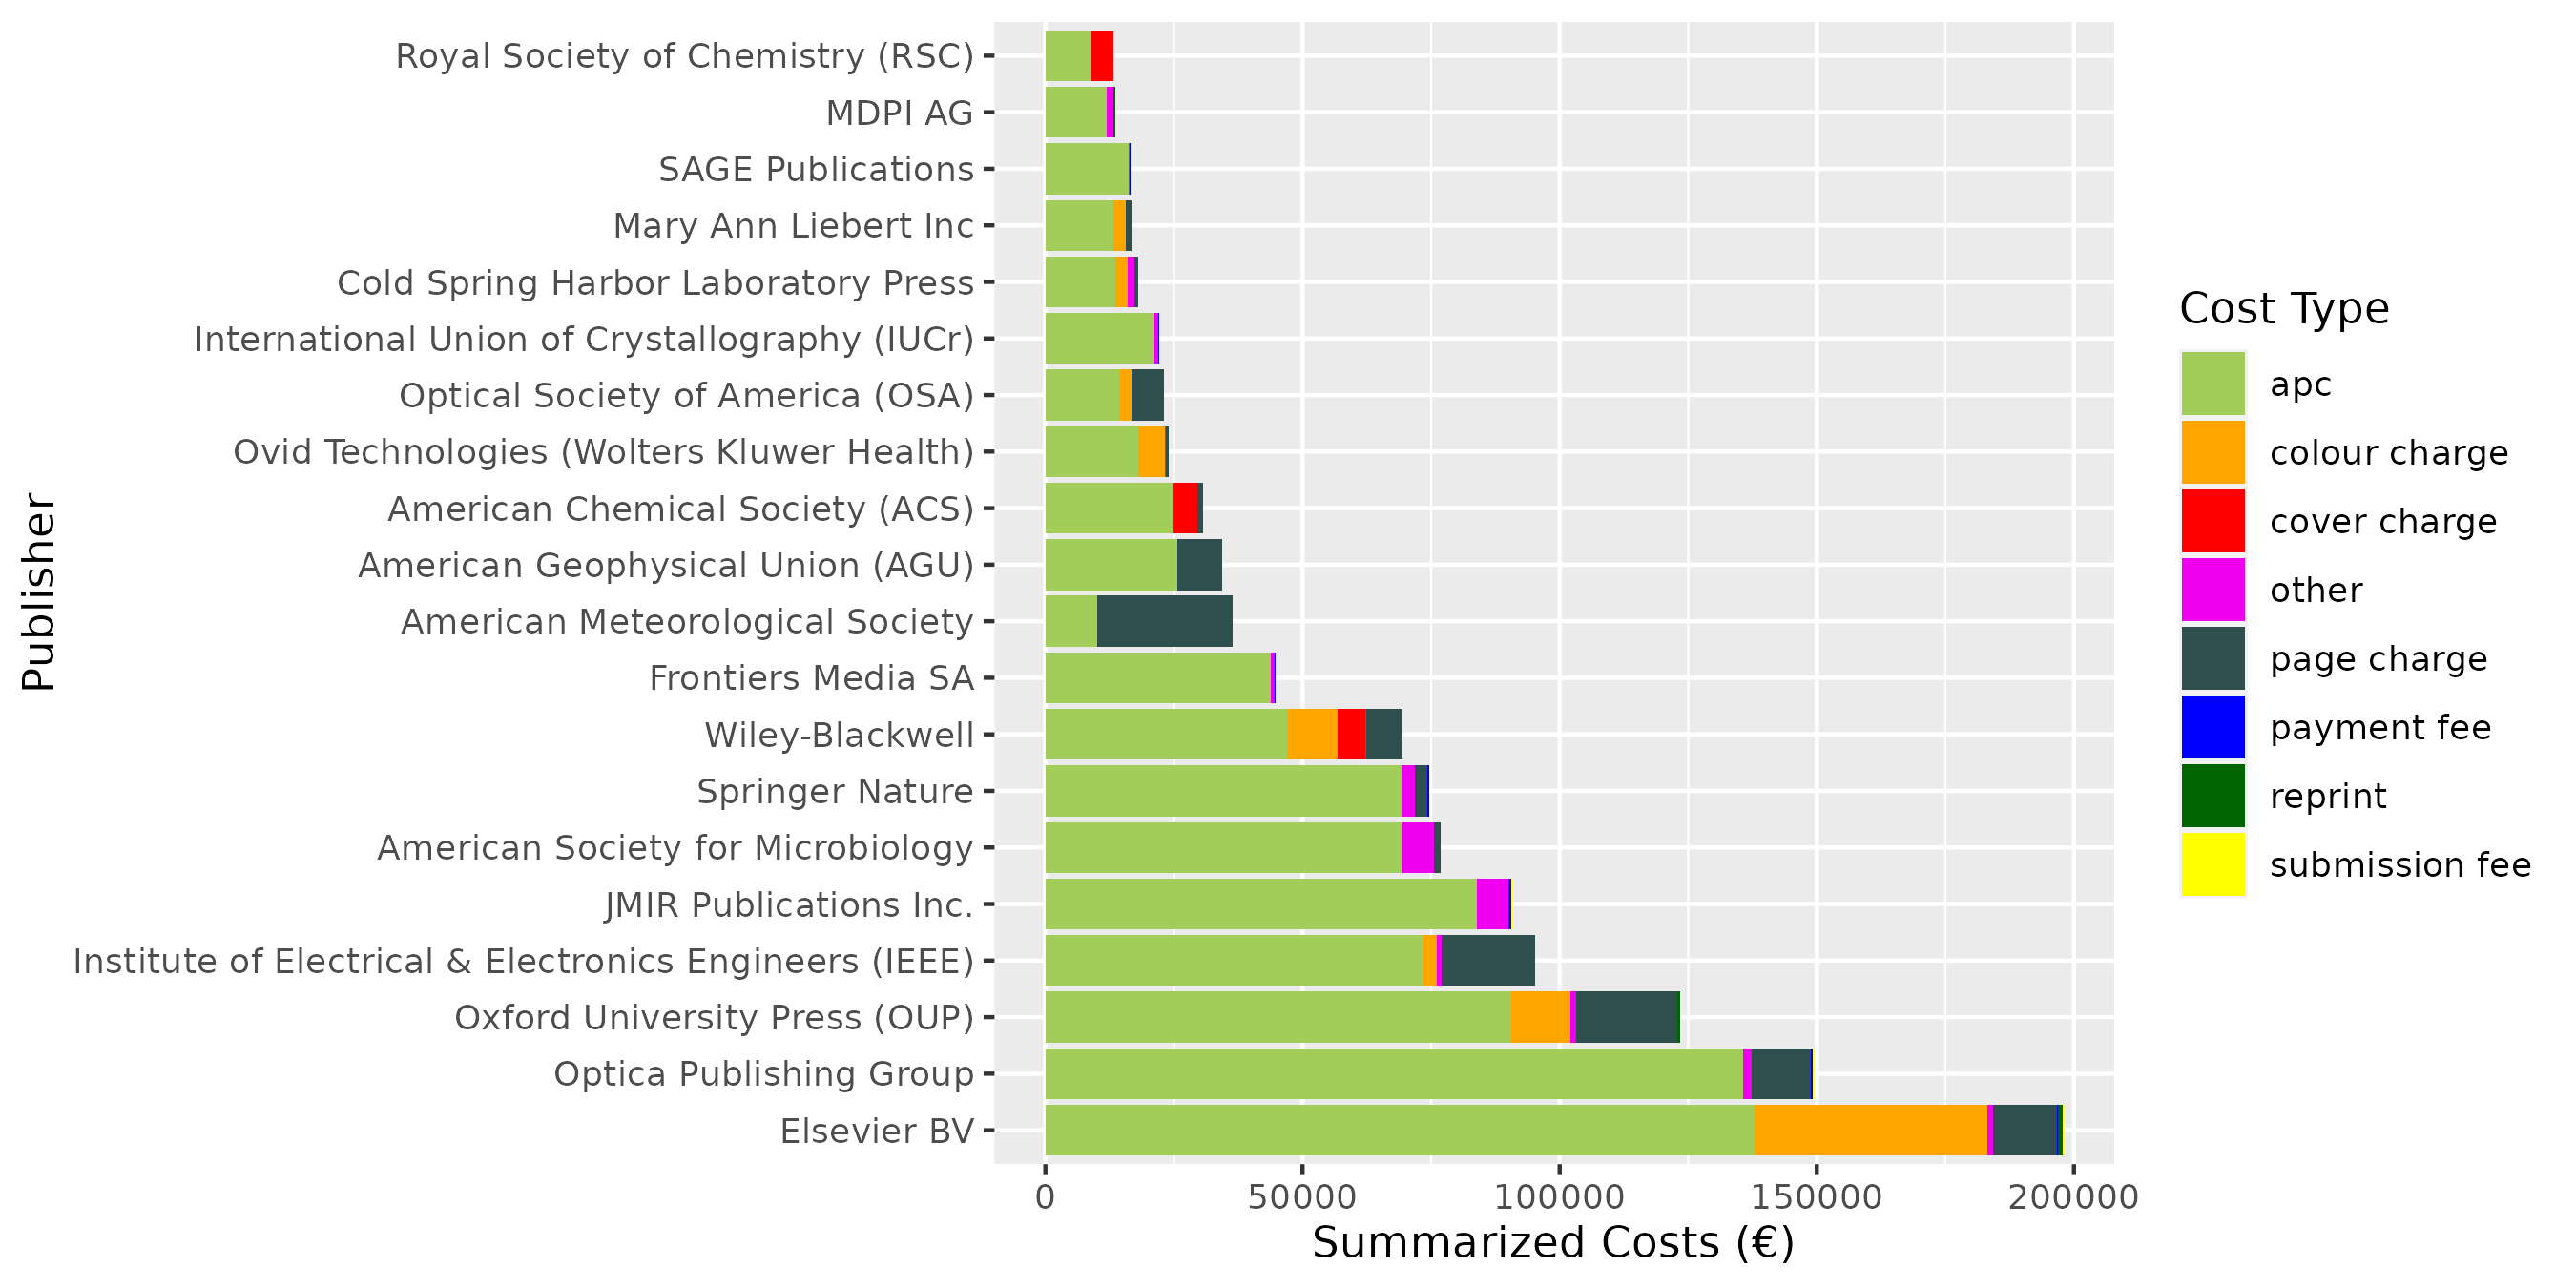 Royal Society of Chemistry (RSC)
MDPI AG
SAGE Publications
Mary Ann Liebert Inc
Cold Spring Harbor Laboratory Press
International Union of Crystallography (IUCr)
Optical Society of America (OSA)
Ovid Technologies (Wolters Kluwer Health)
American Chemical Society (ACS)
American Geophysical Union (AGU)
American Meteorological Society
Frontiers Media SA
Wiley-Blackwell
Springer Nature
American Society for Microbiology
JMIR Publications Inc.
Institute of Electrical & Electronics Engineers (IEEE)
Oxford University Press (OUP)
Optica Publishing Group
Elsevier BV
Publisher
0 50000 100000 150000 200000
Summarized Costs (€)
Cost Type
apc
colour charge
cover charge
other
page charge
payment fee
reprint
submission fee